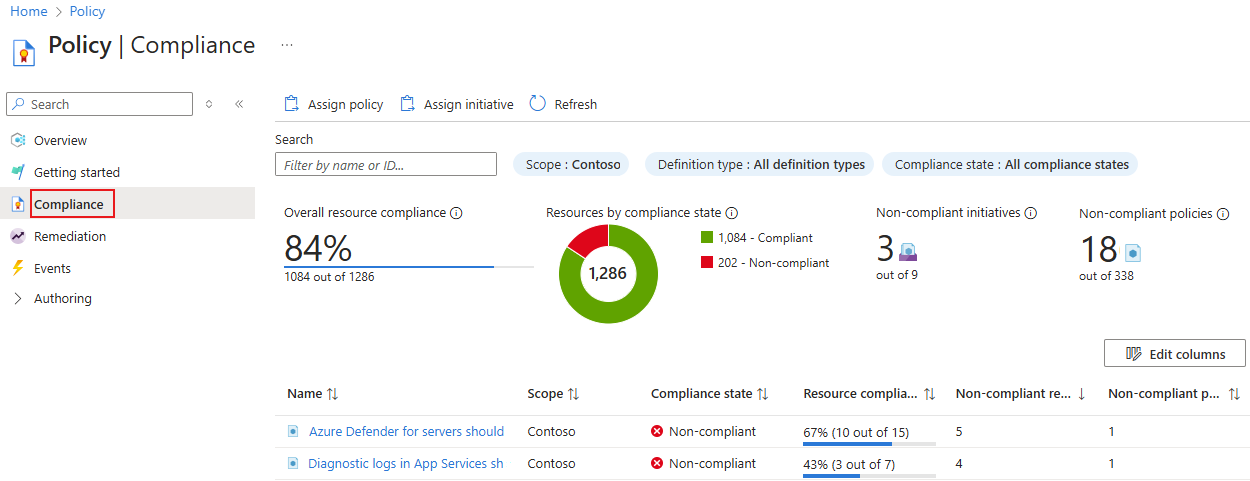 Home > Policy
Policy | Compliance ...
Search «
Overview
Getting started
Compliance
Remediation
Events
Authoring
Assign policy Assign initiative Refresh
Search
Filter by name or ID...
Scope : Contoso Definition type : All definition types Compliance state : All compliance states
Overall resource compliance
84%
1084 out of 1286
Resources by compliance state
1,286
1,084 - Compliant
202 - Non-compliant
Non-compliant initiatives
3
out of 9
Non-compliant policies
18
out of 338
Edit columns
Name Scope Compliance state Resource complia... Non-compliant re... Non-compliant p...
Azure Defender for servers should Contoso Non-compliant 67% (10 out of 15) 5 1
Diagnostic logs in App Services sh Contoso Non-compliant 43% (3 out of 7) 4 1